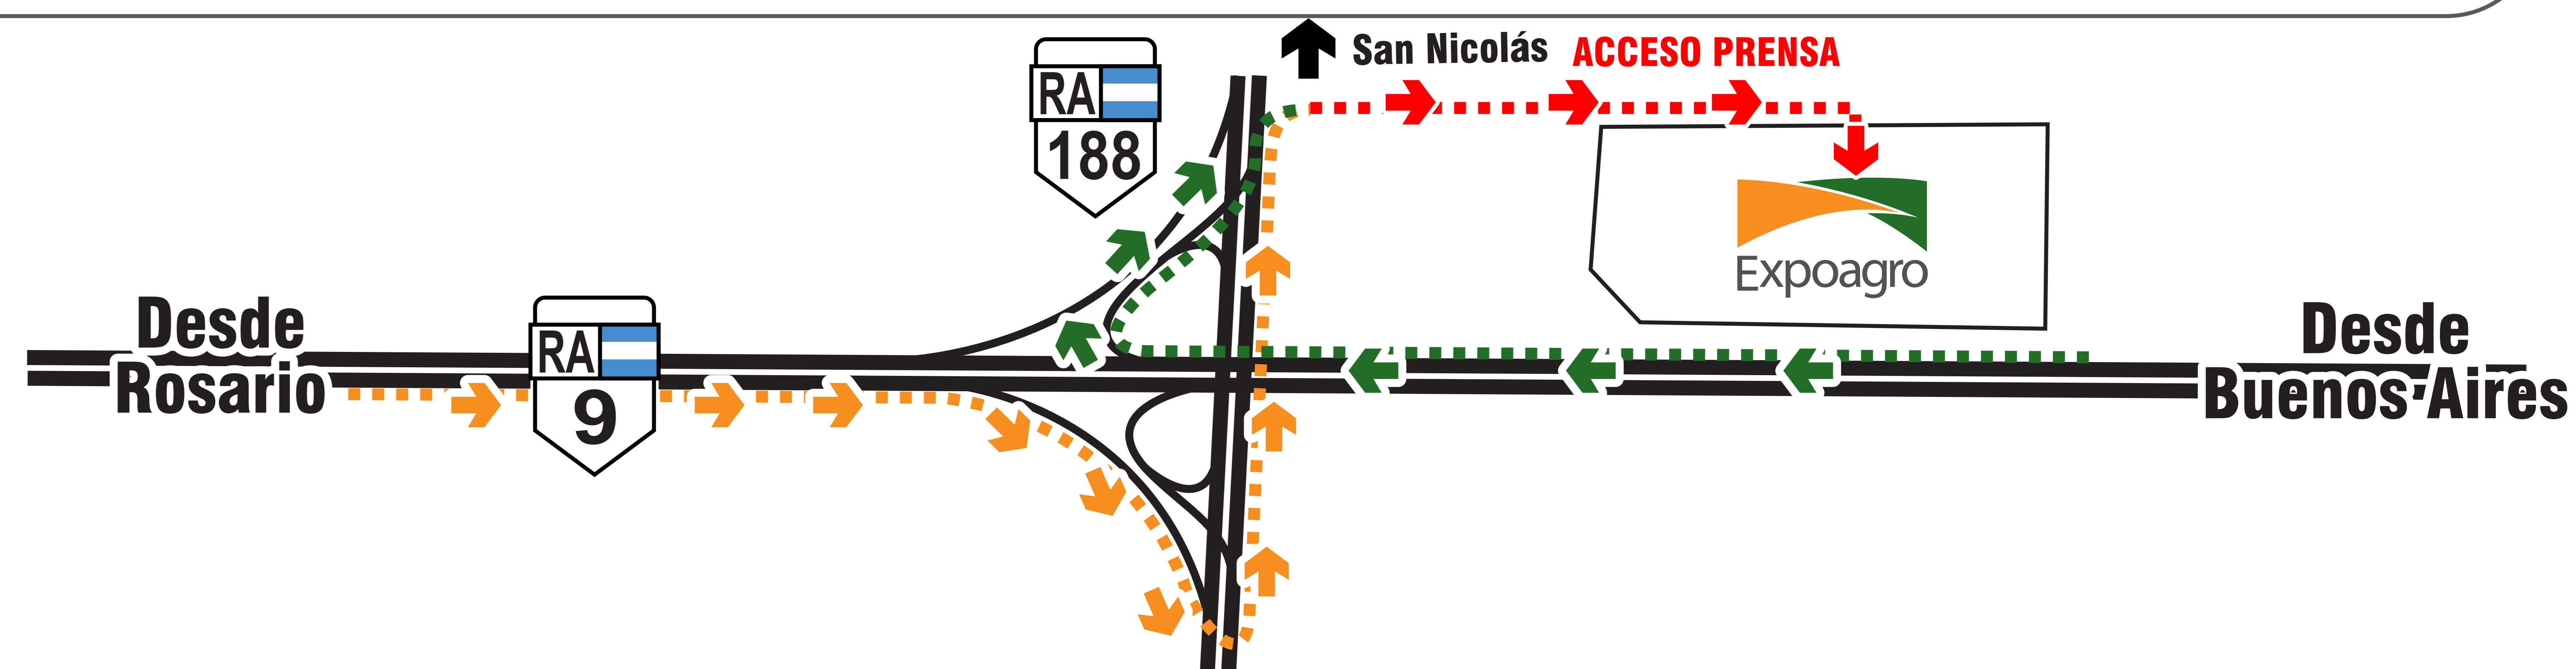 San Nicolás ACCESO PRENSA
RA
188
Expoagro
Desde
Rosario
RA
9
Desde
Buenos Aires